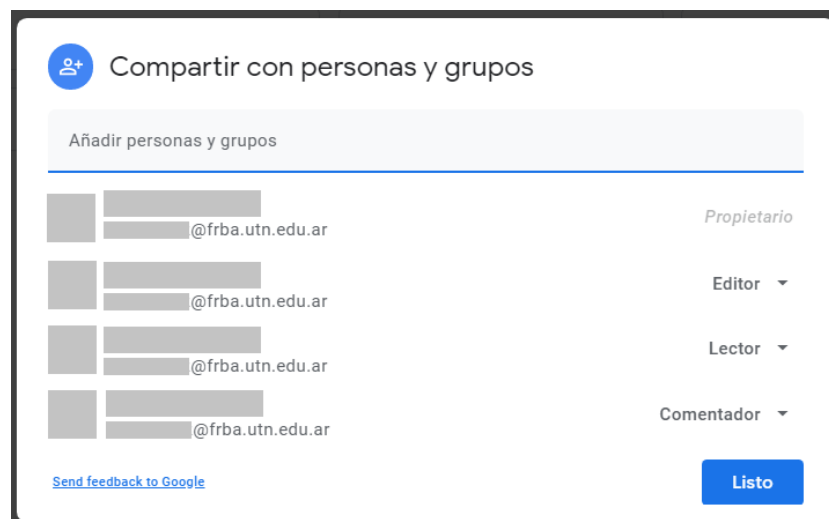 Compartir con personas y grupos
Añadir personas y grupos
@frba.utn.edu.ar
Propietario
@frba.utn.edu.ar
Editor
@frba.utn.edu.ar
Lector
@frba.utn.edu.ar
Comentador
Send feedback to Google
Listo